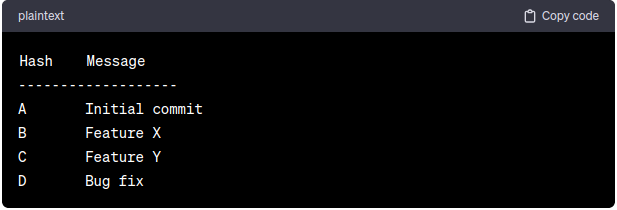 plaintext Copy code
Hash Message
-------------------
A Initial commit
B Feature X
C Feature Y
D Bug fix